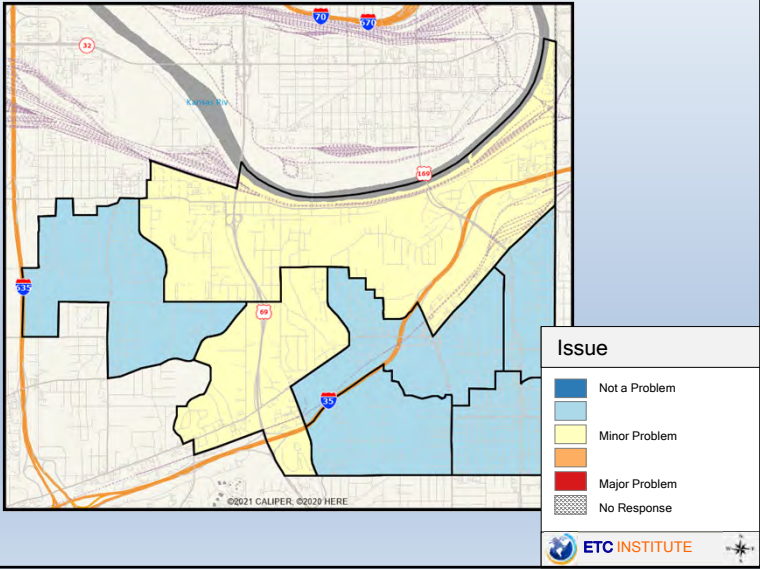 70
670
32
Kansas Riv
169
635
69
35
©2021 CALIPER, ©2020 HERE
Issue
Not a Problem
Minor Problem
Major Problem
No Response
ETC INSTITUTE